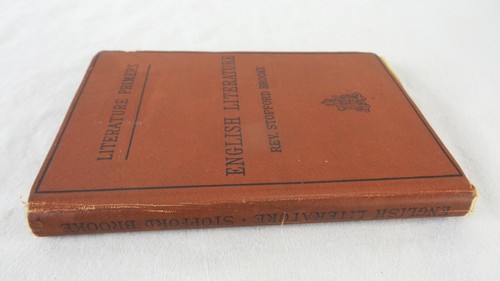 LITERATURE PRIMERS
ENGLISH LITERATURE
REV. STOPFORD BROOKE
ENGLISH LITERATURE · STOPFORD BROOKE